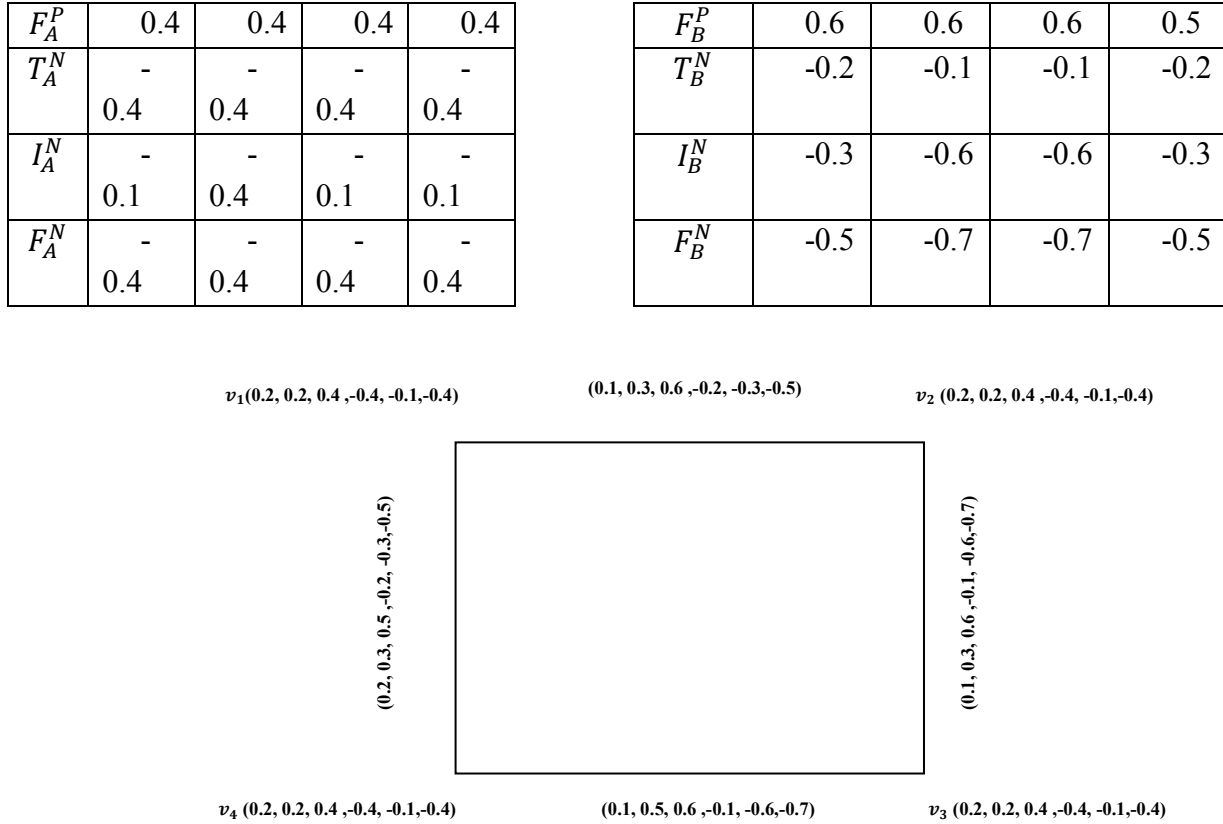 F_A^P 0.4 0.4 0.4 0.4
T_A^N - - - -
0.4 0.4 0.4 0.4
I_A^N - - - -
0.1 0.4 0.1 0.1
F_A^N - - - -
0.4 0.4 0.4 0.4
F_B^P 0.6 0.6 0.6 0.5
T_B^N -0.2 -0.1 -0.1 -0.2
I_B^N -0.3 -0.6 -0.6 -0.3
F_B^N -0.5 -0.7 -0.7 -0.5
v₁(0.2, 0.2, 0.4 ,-0.4, -0.1,-0.4)
(0.1, 0.3, 0.6 ,-0.2, -0.3,-0.5)
v₂ (0.2, 0.2, 0.4 ,-0.4, -0.1,-0.4)
(0.2, 0.3, 0.5 ,-0.2, -0.3,-0.5)
(0.1, 0.3, 0.6 ,-0.1, -0.6,-0.7)
v₄ (0.2, 0.2, 0.4 ,-0.4, -0.1,-0.4)
(0.1, 0.5, 0.6 ,-0.1, -0.6,-0.7)
v₃ (0.2, 0.2, 0.4 ,-0.4, -0.1,-0.4)